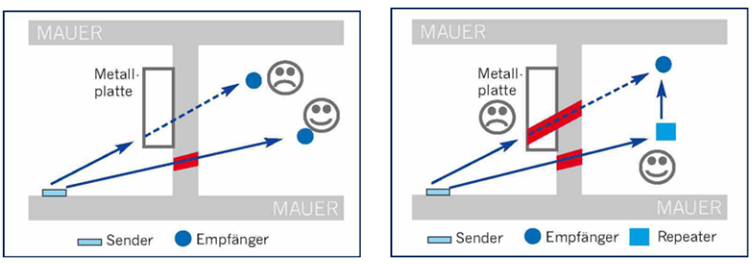 MAUER
Metall-
platte
MAUER
Sender
Empfänger
MAUER
Metall-
platte
MAUER
Sender
Empfänger
Repeater